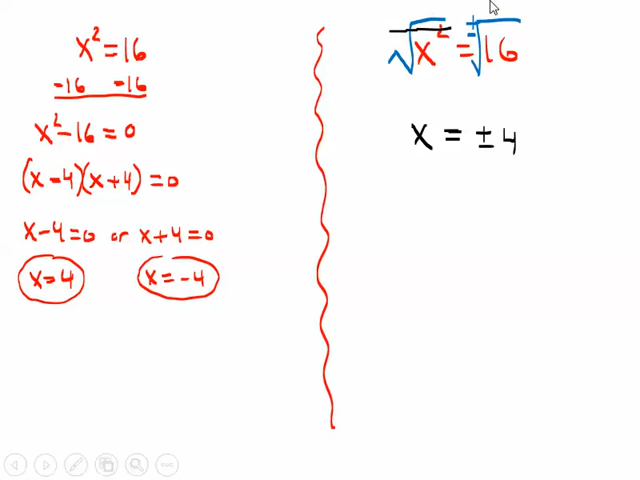 x² = 16
-16 -16
x² - 16 = 0
(x - 4)(x + 4) = 0
x - 4 = 0 or x + 4 = 0
x = 4 x = -4
√x² = ±√16
x = ± 4